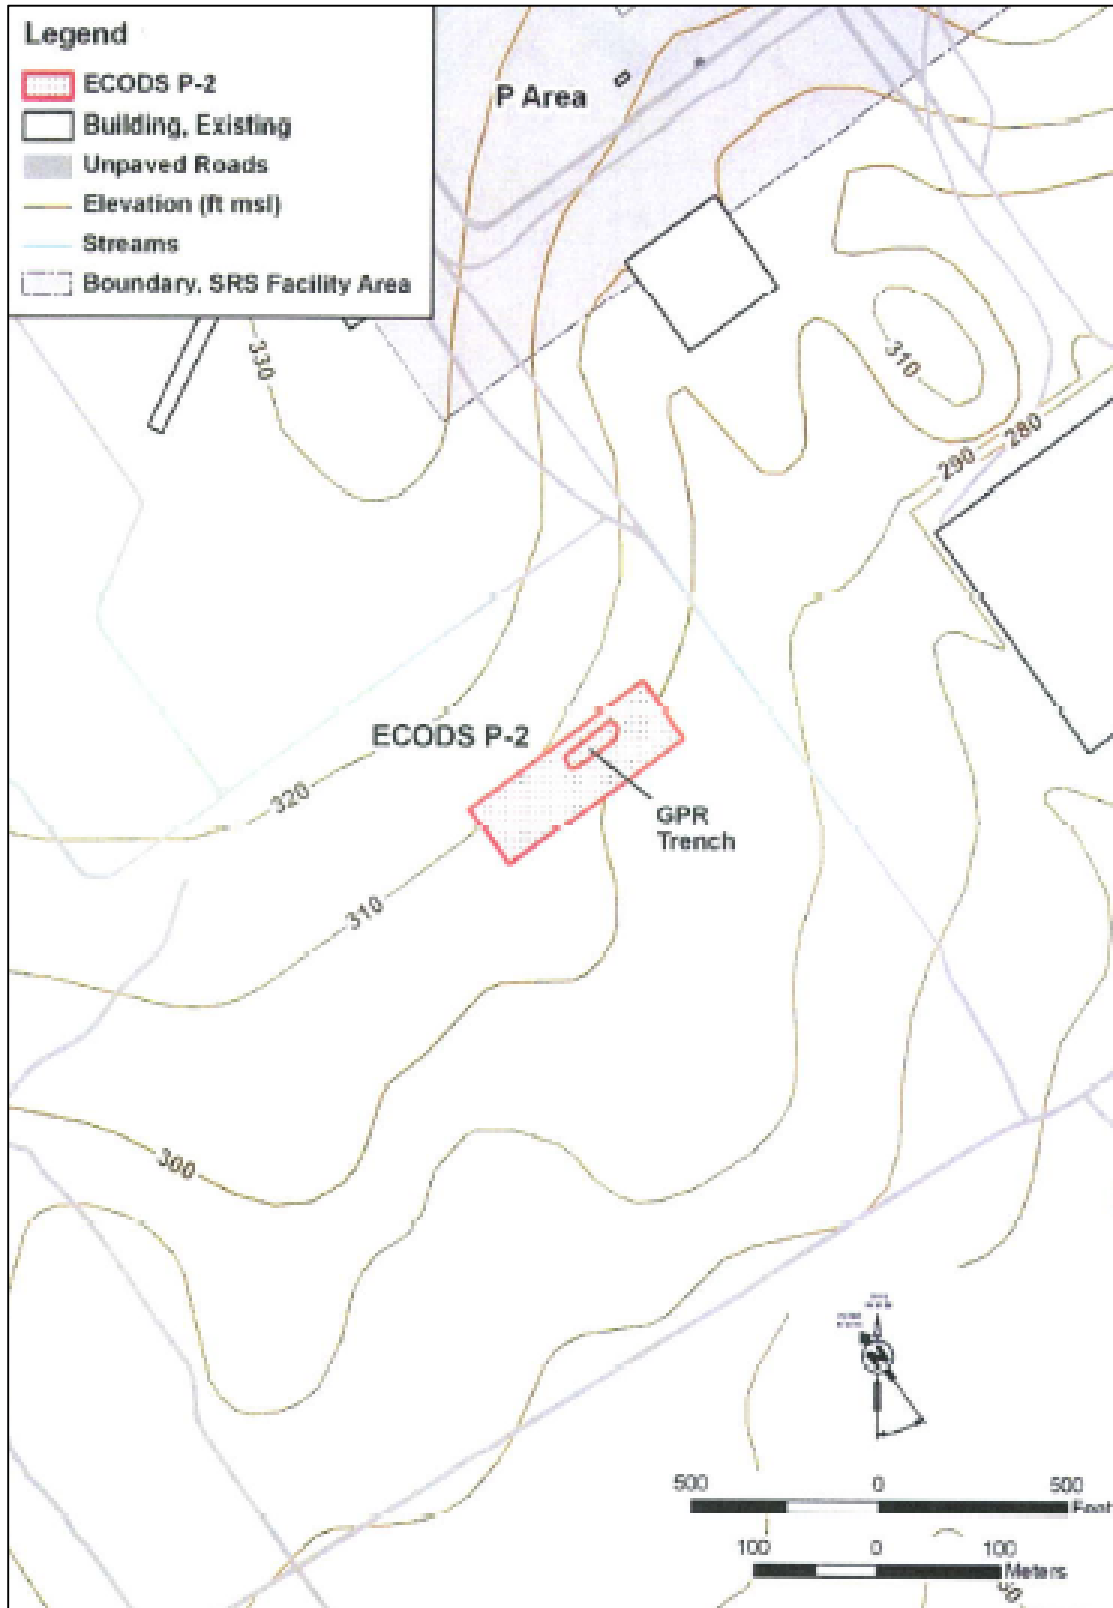 Legend
ECODS P-2
Building, Existing
Unpaved Roads
Elevation (ft msl)
Streams
Boundary. SRS Facility Area
P Area
330
310
290
280
ECODS P-2
320
GPR
Trench
310
300
500 0 500
Feet
100 0 100
Meters